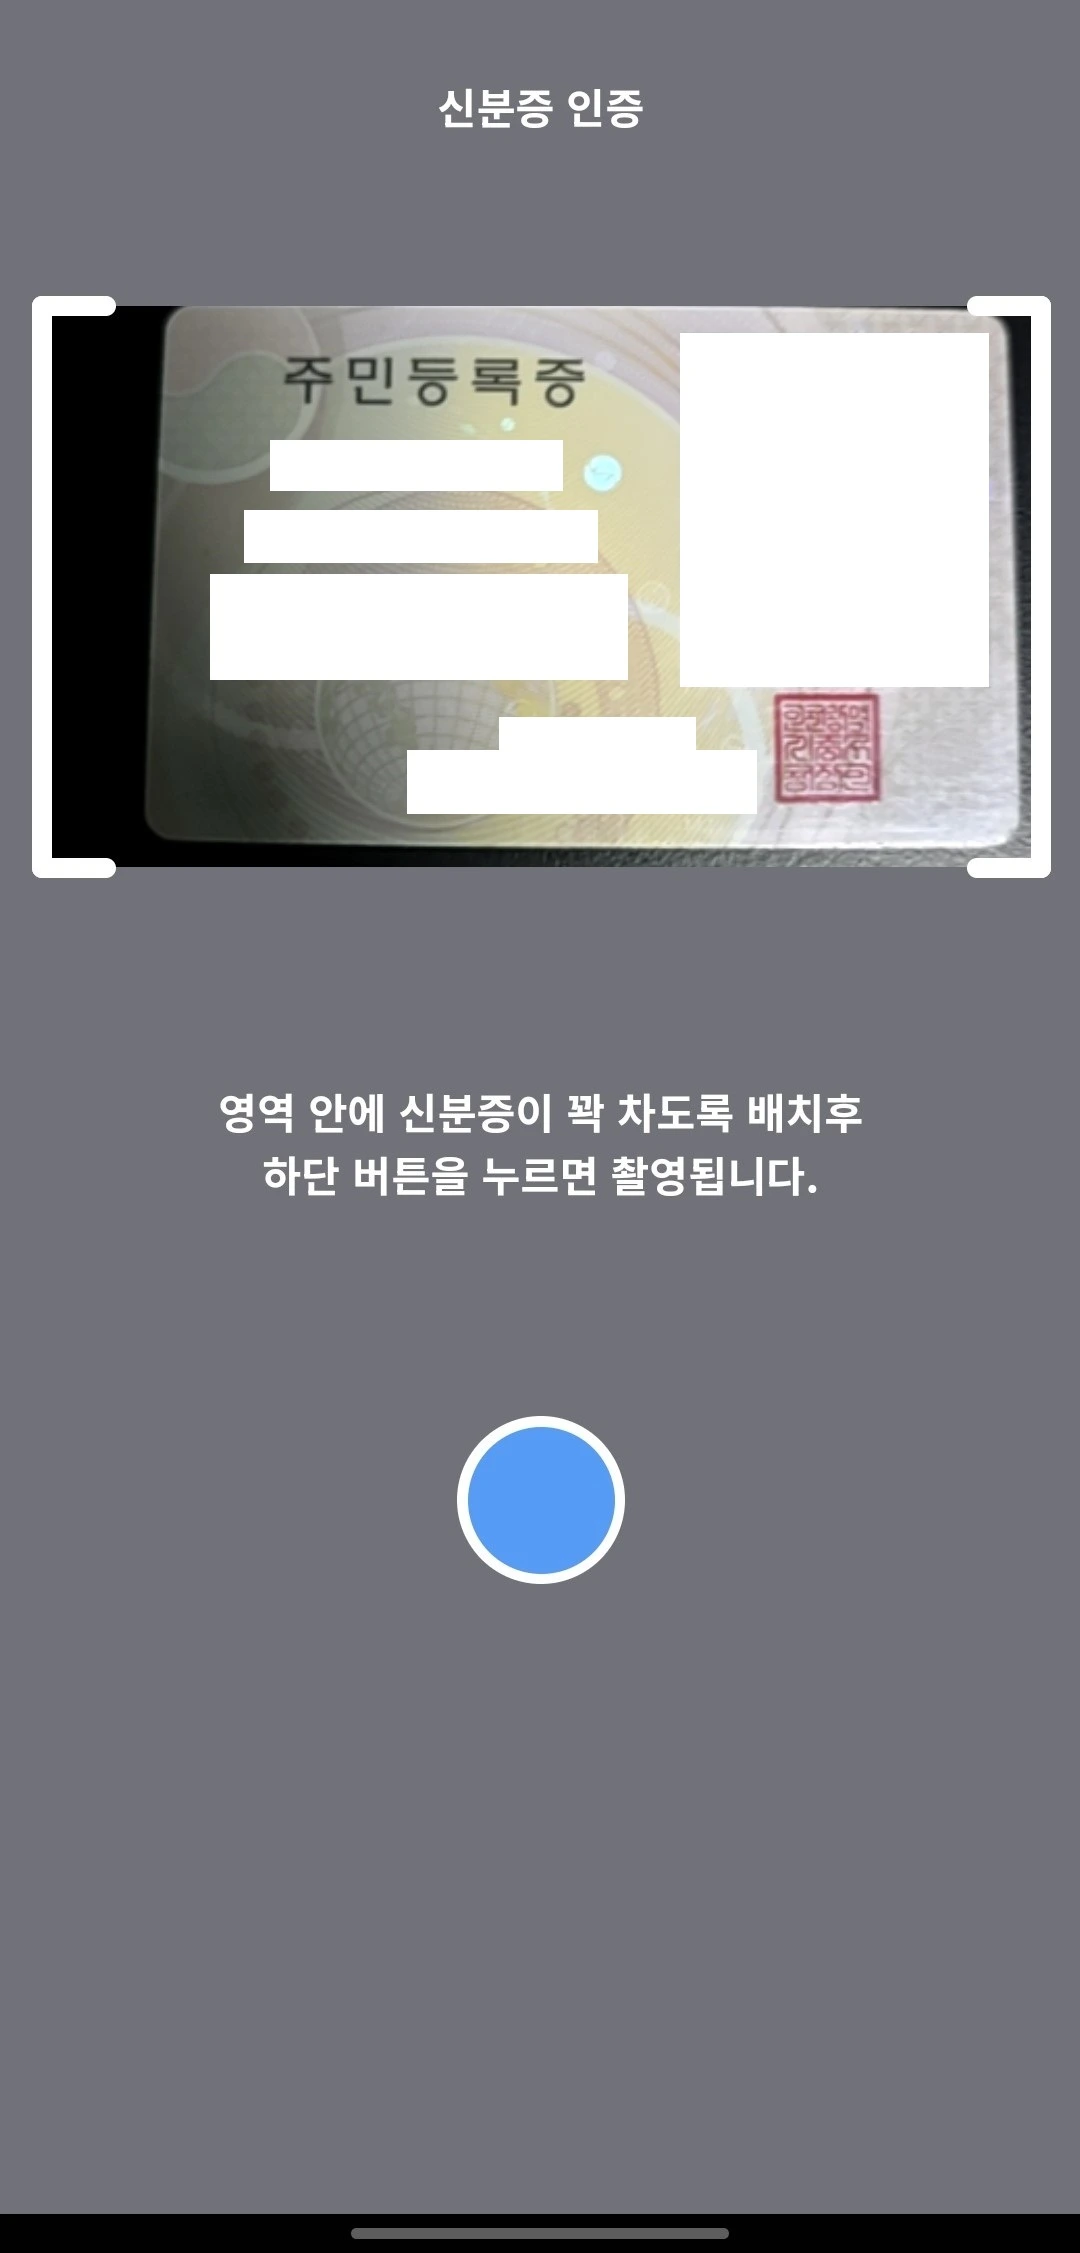 신분증 인증
주민등록증
영역 안에 신분증이 꽉 차도록 배치후
하단 버튼을 누르면 촬영됩니다.